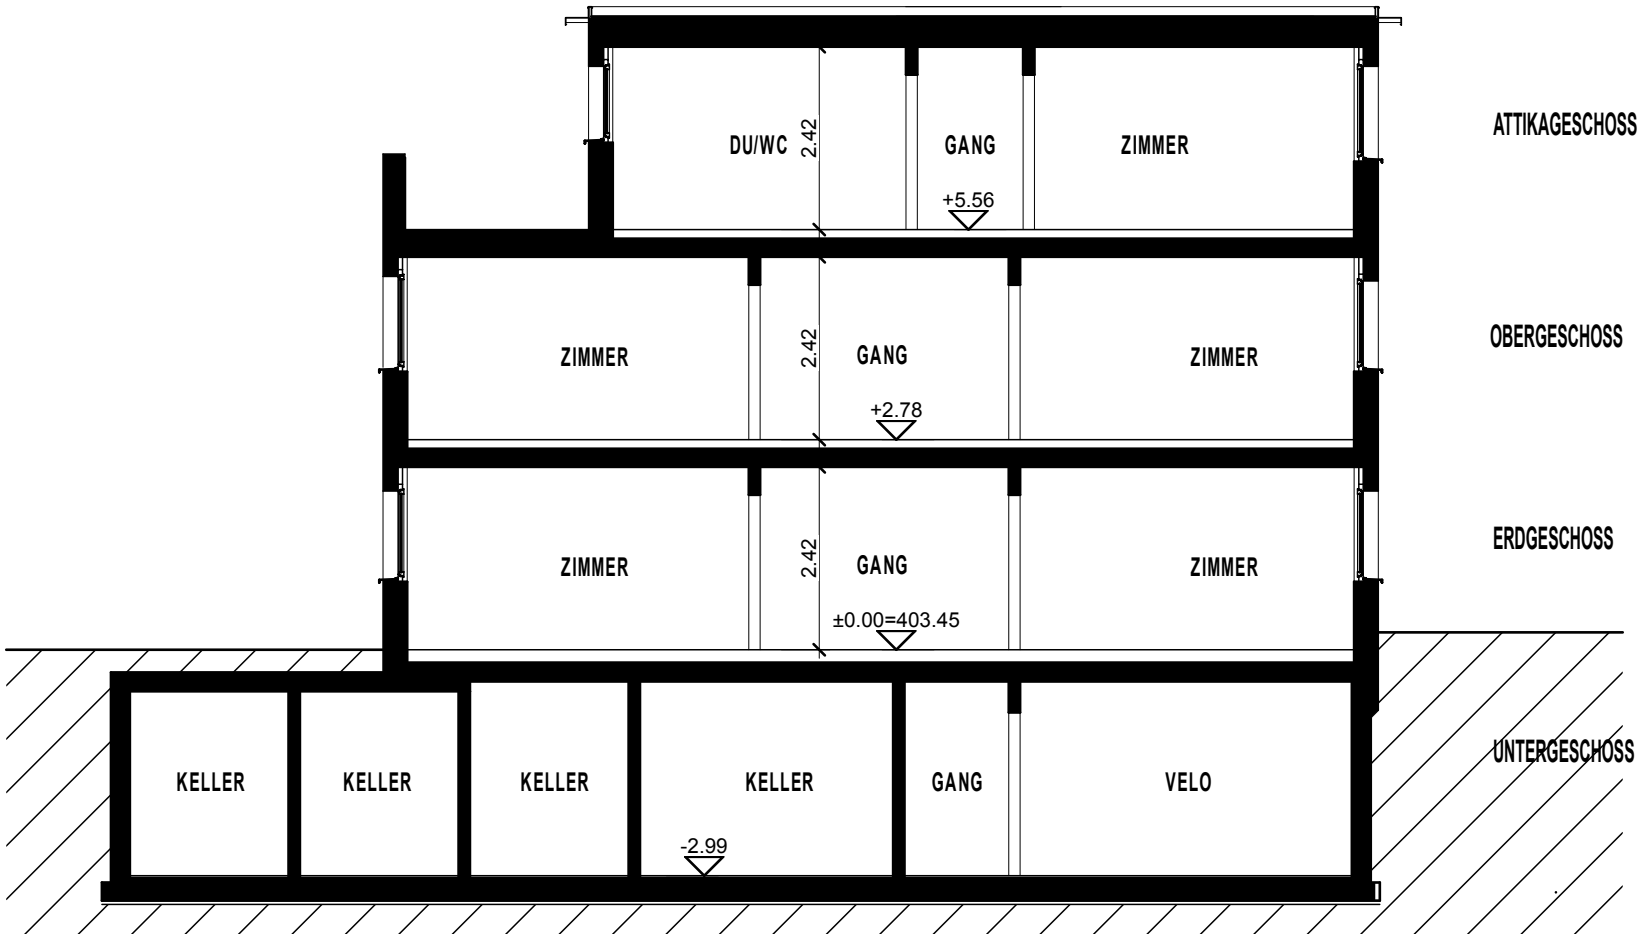 ATTIKAGESCHOSS
DU/WC
2.42
GANG
ZIMMER
+5.56
OBERGESCHOSS
ZIMMER
2.42
GANG
ZIMMER
+2.78
ERDGESCHOSS
ZIMMER
2.42
GANG
ZIMMER
±0.00=403.45
UNTERGESCHOSS
KELLER
KELLER
KELLER
KELLER
GANG
VELO
-2.99